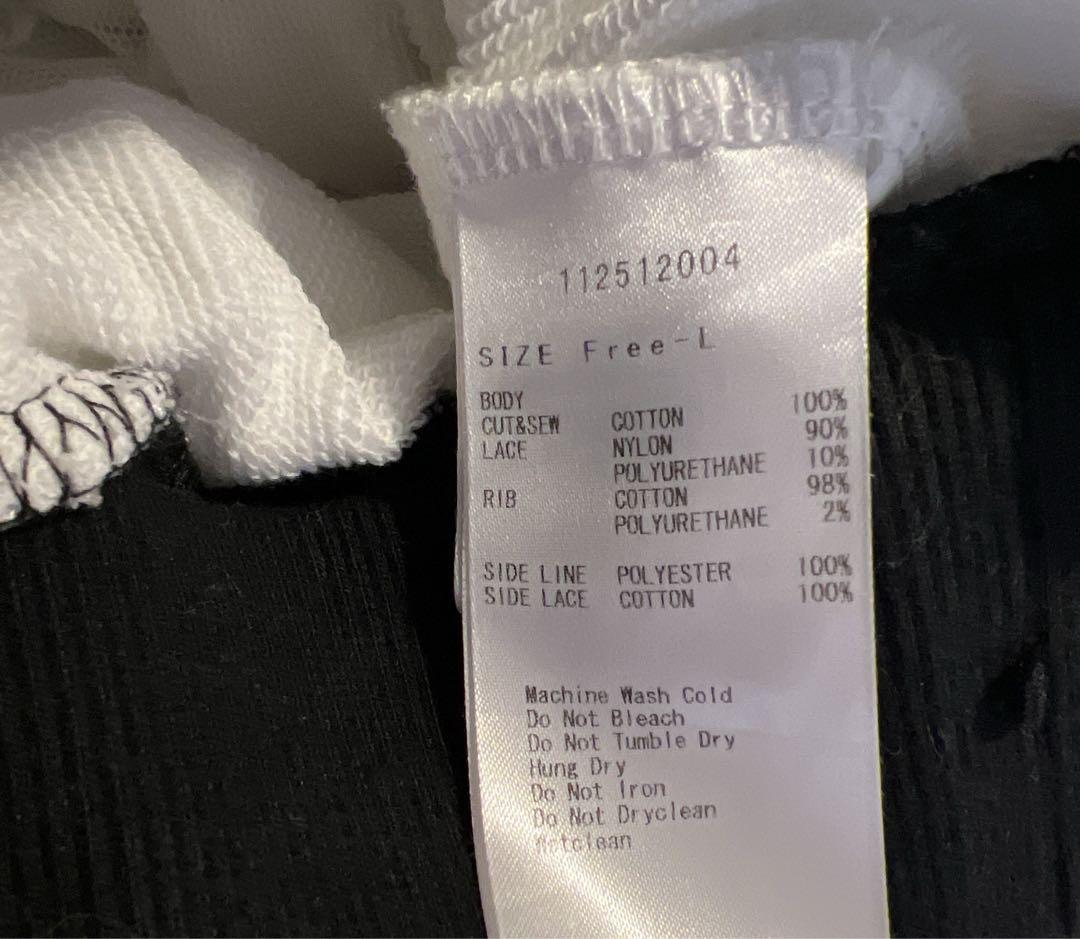 112512004
SIZE Free-L
BODY
CUT&SEW COTTON 100%
LACE NYLON 90%
POLYURETHANE 10%
RIB COTTON 98%
POLYURETHANE 2%
SIDE LINE POLYESTER 100%
SIDE LACE COTTON 100%
Machine Wash Cold
Do Not Bleach
Do Not Tumble Dry
Hung Dry
Do Not Iron
Do Not Dryclean